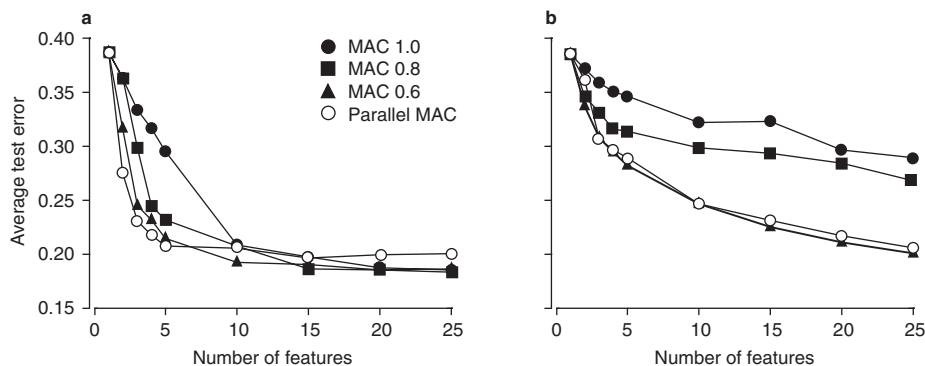 a
b
0.40
0.35
0.30
0.25
0.20
0.15
Average test error
MAC 1.0
MAC 0.8
MAC 0.6
Parallel MAC
0 5 10 15 20 25
0 5 10 15 20 25
Number of features
Number of features